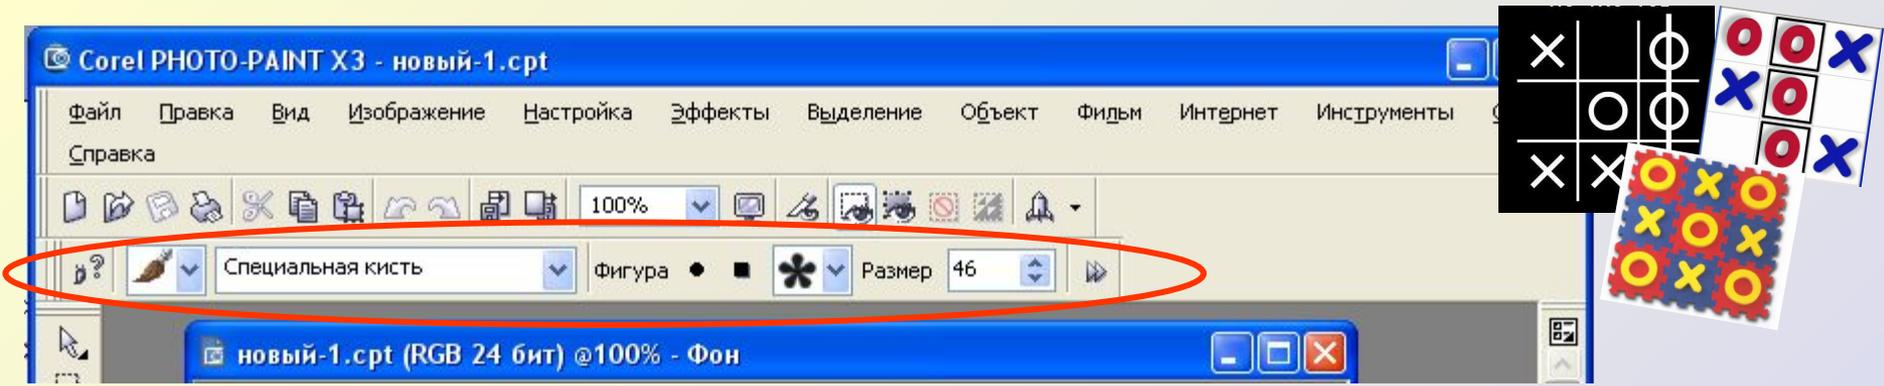 Corel PHOTO-PAINT X3 - новый-1.cpt
Файл Правка Вид Изображение Настройка Эффекты Выделение Объект Фильм Интернет Инструменты
Справка
100%
Специальная кисть Фигура Размер 46
новый-1.cpt (RGB 24 бит) @100% - Фон